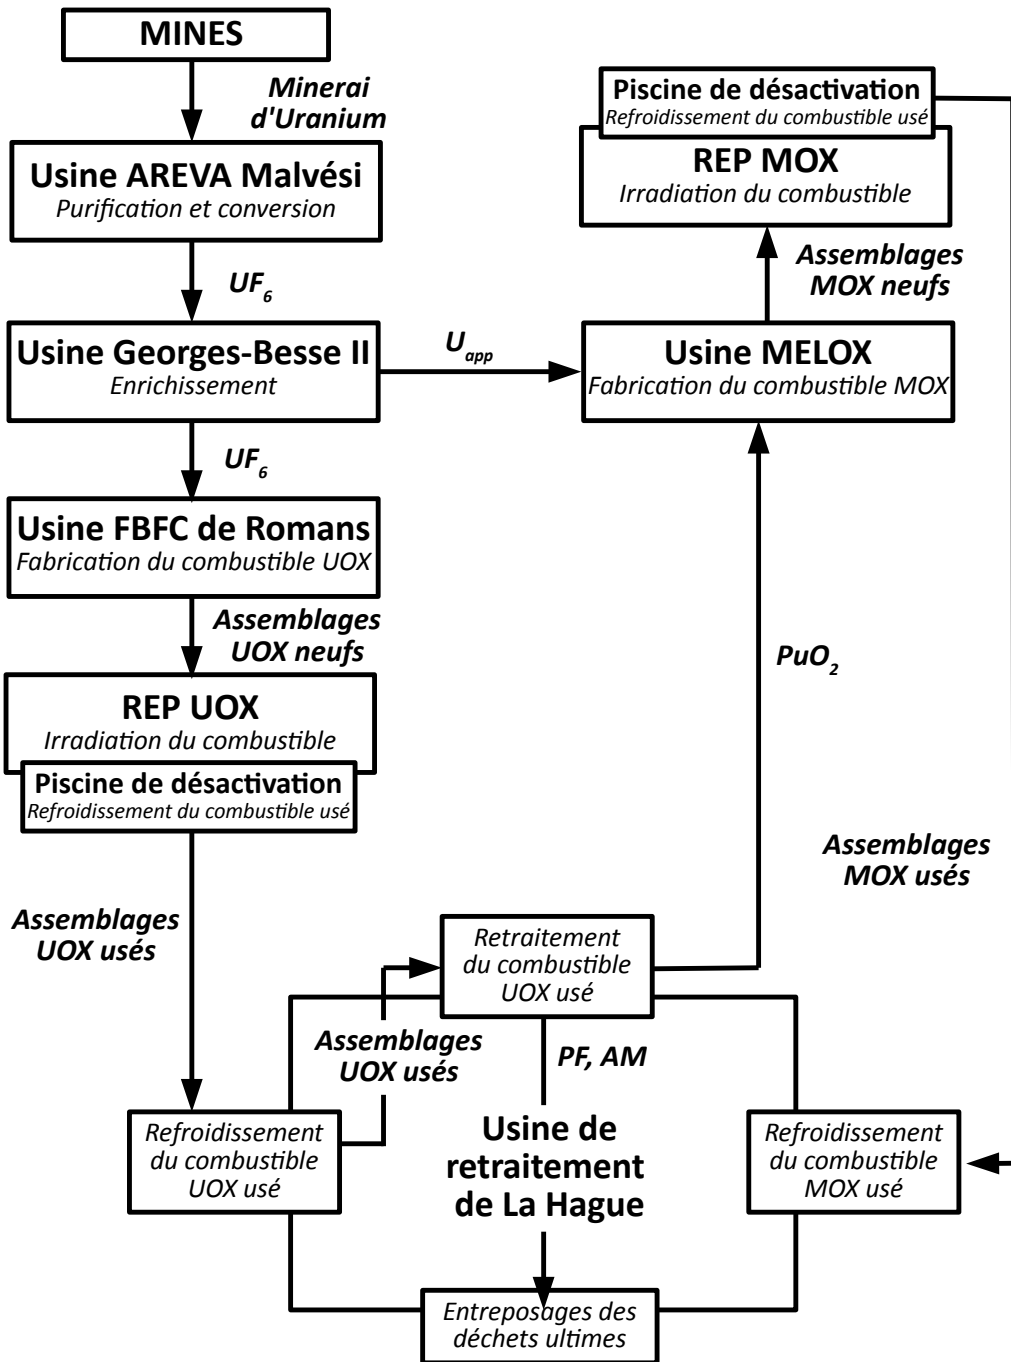 MINES
Minerai
d'Uranium
Usine AREVA Malvési
Purification et conversion
UF6
Usine Georges-Besse II
Enrichissement
Uapp
UF6
Usine FBFC de Romans
Fabrication du combustible UOX
Assemblages
UOX neufs
REP UOX
Irradiation du combustible
Piscine de désactivation
Refroidissement du combustible usé
Assemblages
UOX usés
Piscine de désactivation
Refroidissement du combustible usé
REP MOX
Irradiation du combustible
Assemblages
MOX neufs
Usine MELOX
Fabrication du combustible MOX
PuO2
Assemblages
MOX usés
Retraitement
du combustible
UOX usé
Assemblages
UOX usés
PF, AM
Refroidissement
du combustible
UOX usé
Usine de
retraitement
de La Hague
Refroidissement
du combustible
MOX usé
Entreposages des
déchets ultimes